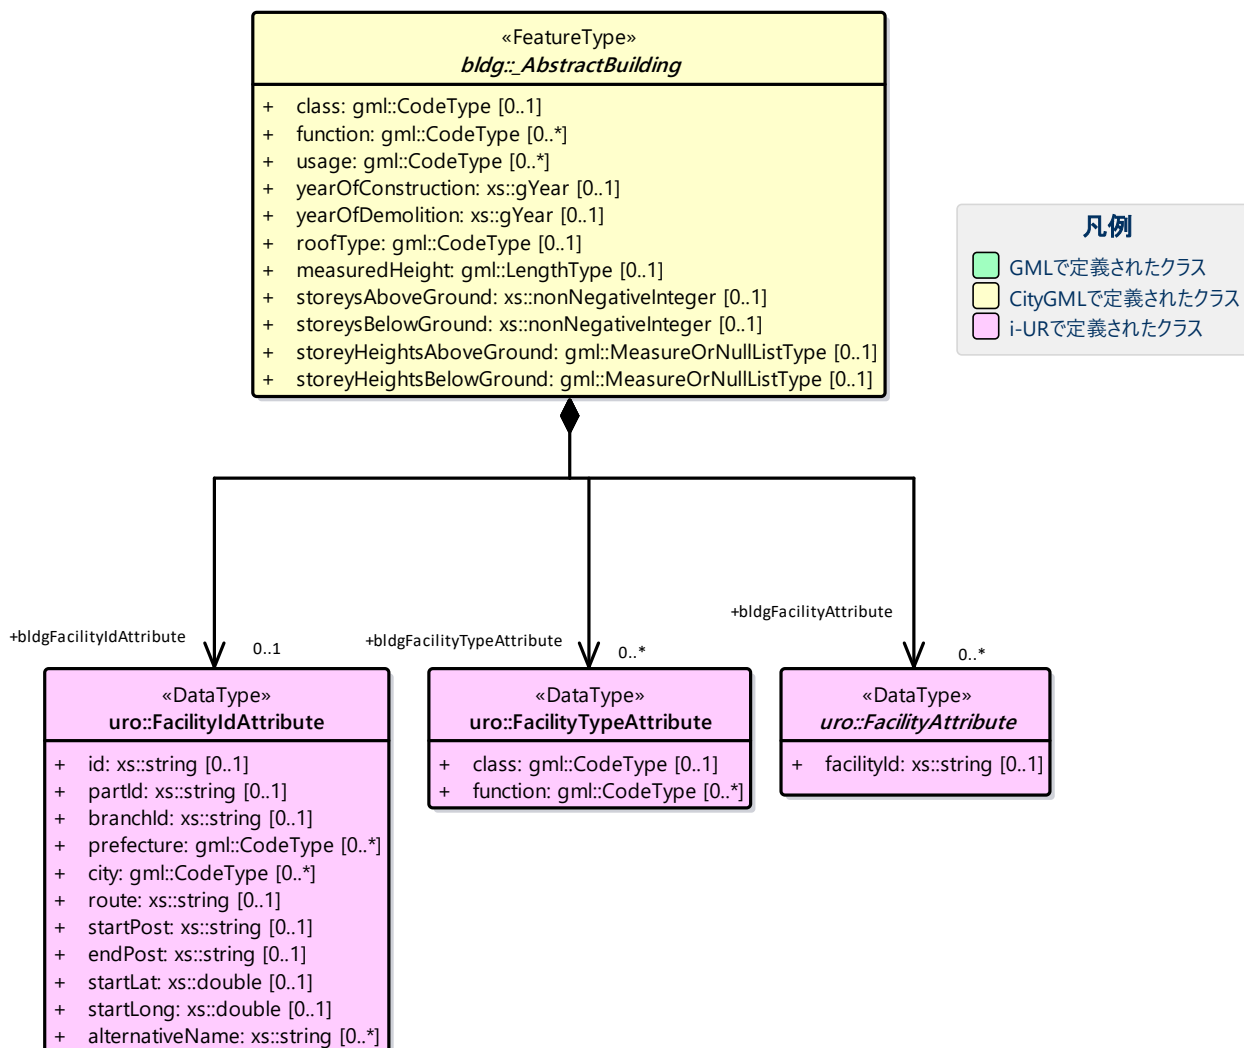 «FeatureType»
bldg::_AbstractBuilding
+ class: gml::CodeType [0..1]
+ function: gml::CodeType [0..*]
+ usage: gml::CodeType [0..*]
+ yearOfConstruction: xs::gYear [0..1]
+ yearOfDemolition: xs::gYear [0..1]
+ roofType: gml::CodeType [0..1]
+ measuredHeight: gml::LengthType [0..1]
+ storeysAboveGround: xs::nonNegativeInteger [0..1]
+ storeysBelowGround: xs::nonNegativeInteger [0..1]
+ storeyHeightsAboveGround: gml::MeasureOrNullListType [0..1]
+ storeyHeightsBelowGround: gml::MeasureOrNullListType [0..1]
凡例
GMLで定義されたクラス
CityGMLで定義されたクラス
i-URで定義されたクラス
+bldgFacilityIdAttribute
0..1
+bldgFacilityTypeAttribute
0..*
+bldgFacilityAttribute
0..*
«DataType»
uro::FacilityIdAttribute
+ id: xs::string [0..1]
+ partId: xs::string [0..1]
+ branchId: xs::string [0..1]
+ prefecture: gml::CodeType [0..*]
+ city: gml::CodeType [0..*]
+ route: xs::string [0..1]
+ startPost: xs::string [0..1]
+ endPost: xs::string [0..1]
+ startLat: xs::double [0..1]
+ startLong: xs::double [0..1]
+ alternativeName: xs::string [0..*]
«DataType»
uro::FacilityTypeAttribute
+ class: gml::CodeType [0..1]
+ function: gml::CodeType [0..*]
«DataType»
uro::FacilityAttribute
+ facilityId: xs::string [0..1]